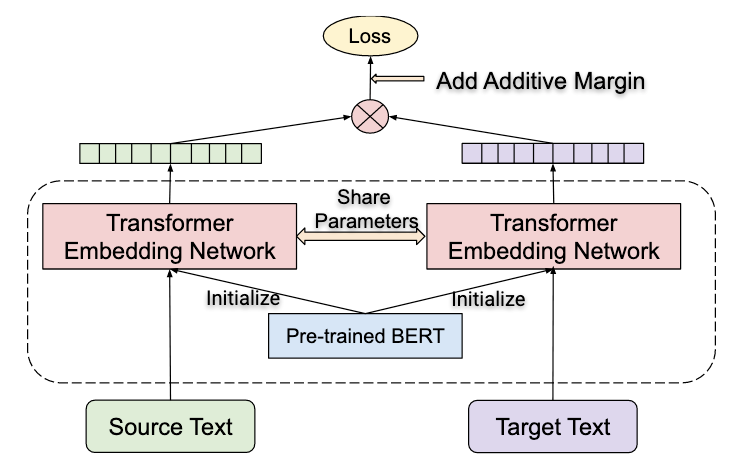 Loss
Add Additive Margin
Share
Parameters
Transformer
Embedding Network
Transformer
Embedding Network
Initialize
Initialize
Pre-trained BERT
Source Text
Target Text